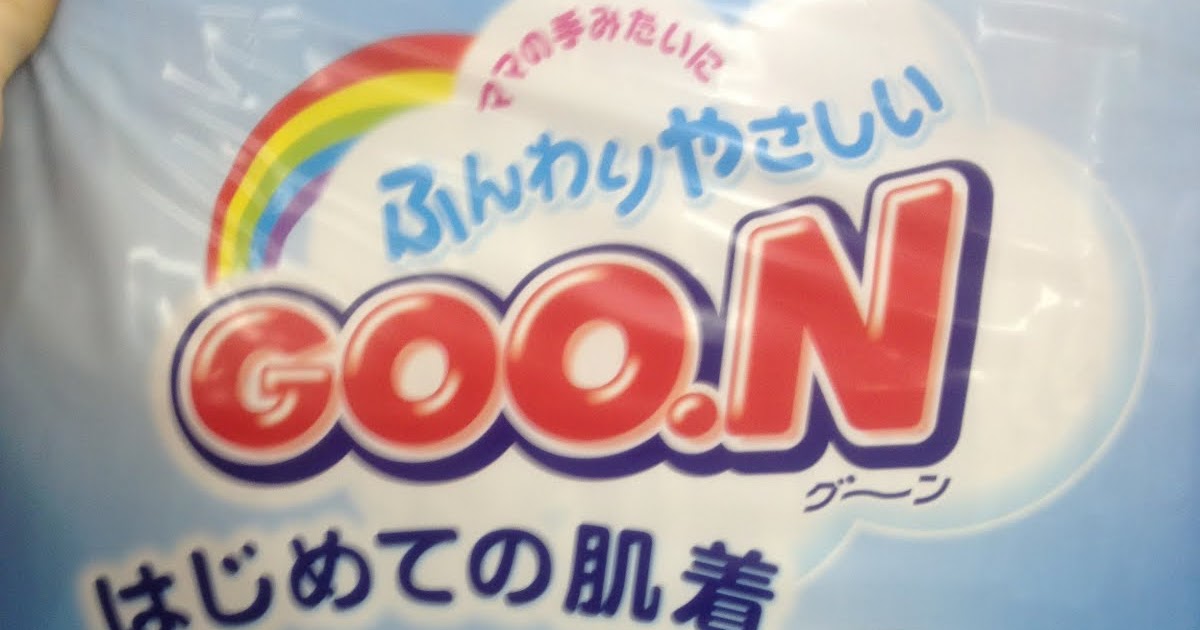 ママの手みたいに
ふんわりやさしい
GOO.N
グ〜ン
はじめての肌着